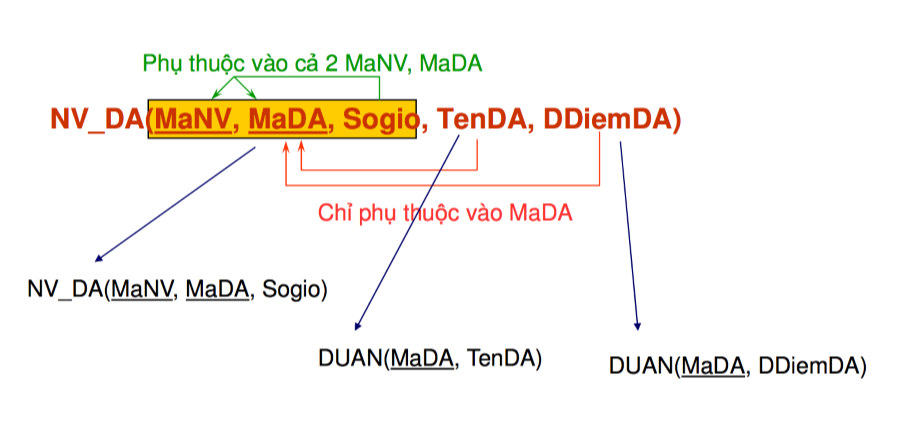 Phụ thuộc vào cả 2 MaNV, MaDA
NV_DA(MaNV, MaDA, Sogio, TenDA, DDiemDA)
Chỉ phụ thuộc vào MaDA
NV_DA(MaNV, MaDA, Sogio)
DUAN(MaDA, TenDA)
DUAN(MaDA, DDiemDA)